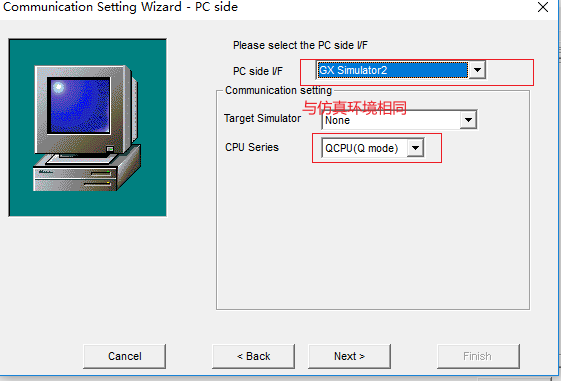 Communication Setting Wizard - PC side
Please select the PC side I/F
PC side I/F
GX Simulator2
Communication setting
与仿真环境相同
Target Simulator
None
CPU Series
QCPU(Q mode)
Cancel
< Back
Next >
Finish